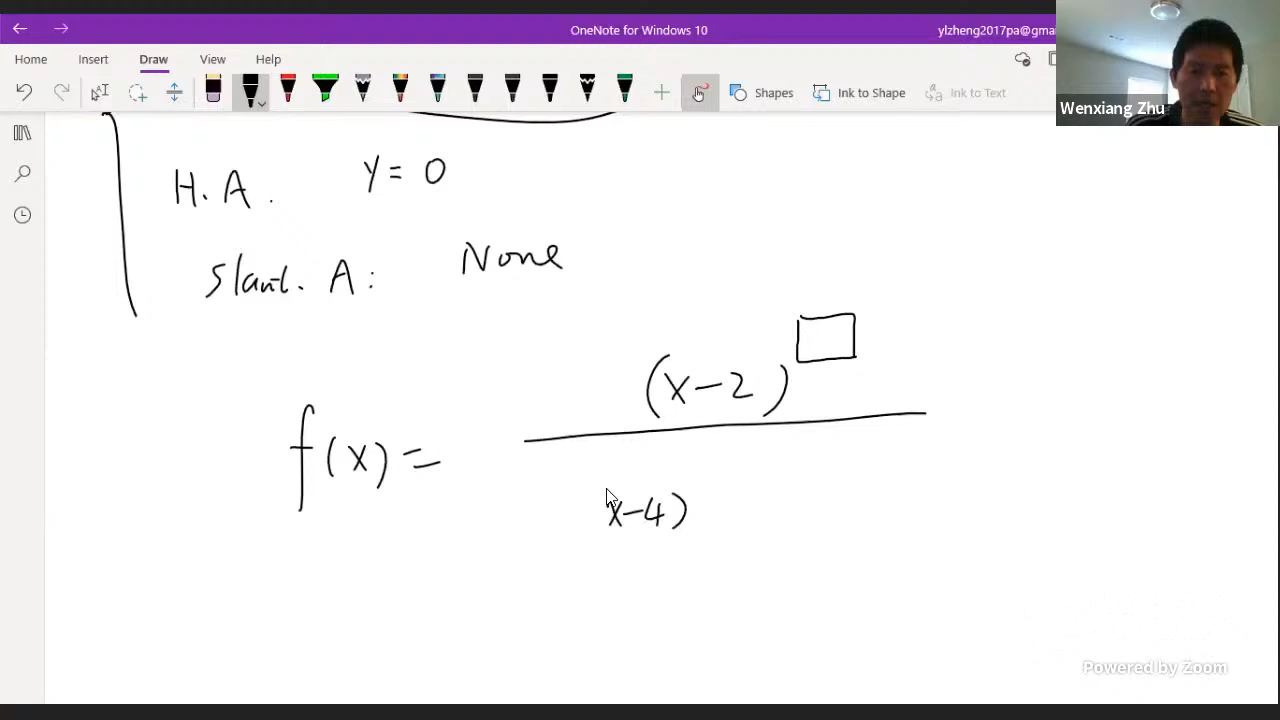 OneNote for Windows 10
ylzheng2017pa@gma
Home Insert Draw View Help
Shapes Ink to Shape Ink to Text
Wenxiang Zhu
H. A. y = 0
Slant. A: None
(x-2)
f(x) =
x-4)
Powered by Zoom